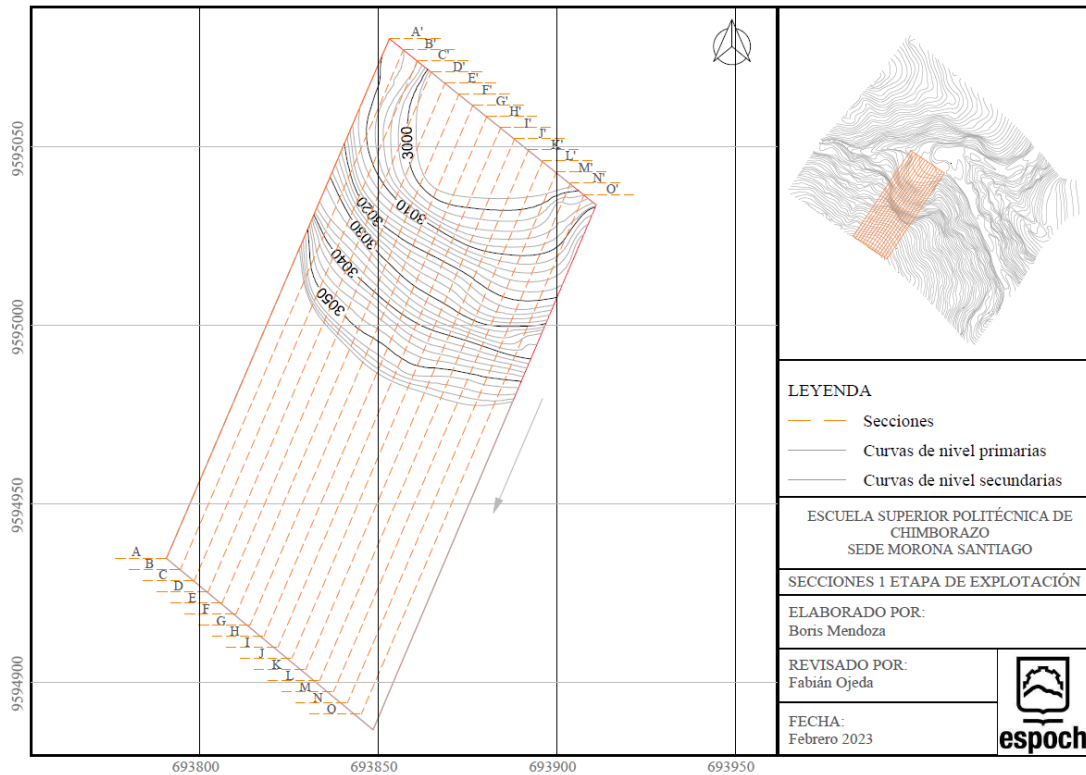 A'
B'
C'
D'
E'
F'
G'
H'
I'
J'
K'
L'
M'
N'
O'
3000
3010
3020
3030
3040
3050
9595050
9595000
9594950
9594900
A
B
C
D
E
F
G
H
I
J
K
L
M
N
O
693800
693850
693900
693950
LEYENDA
Secciones
Curvas de nivel primarias
Curvas de nivel secundarias
ESCUELA SUPERIOR POLITÉCNICA DE
CHIMBORAZO
SEDE MORONA SANTIAGO
SECCIONES 1 ETAPA DE EXPLOTACIÓN
ELABORADO POR:
Boris Mendoza
REVISADO POR:
Fabián Ojeda
FECHA:
Febrero 2023
espoch